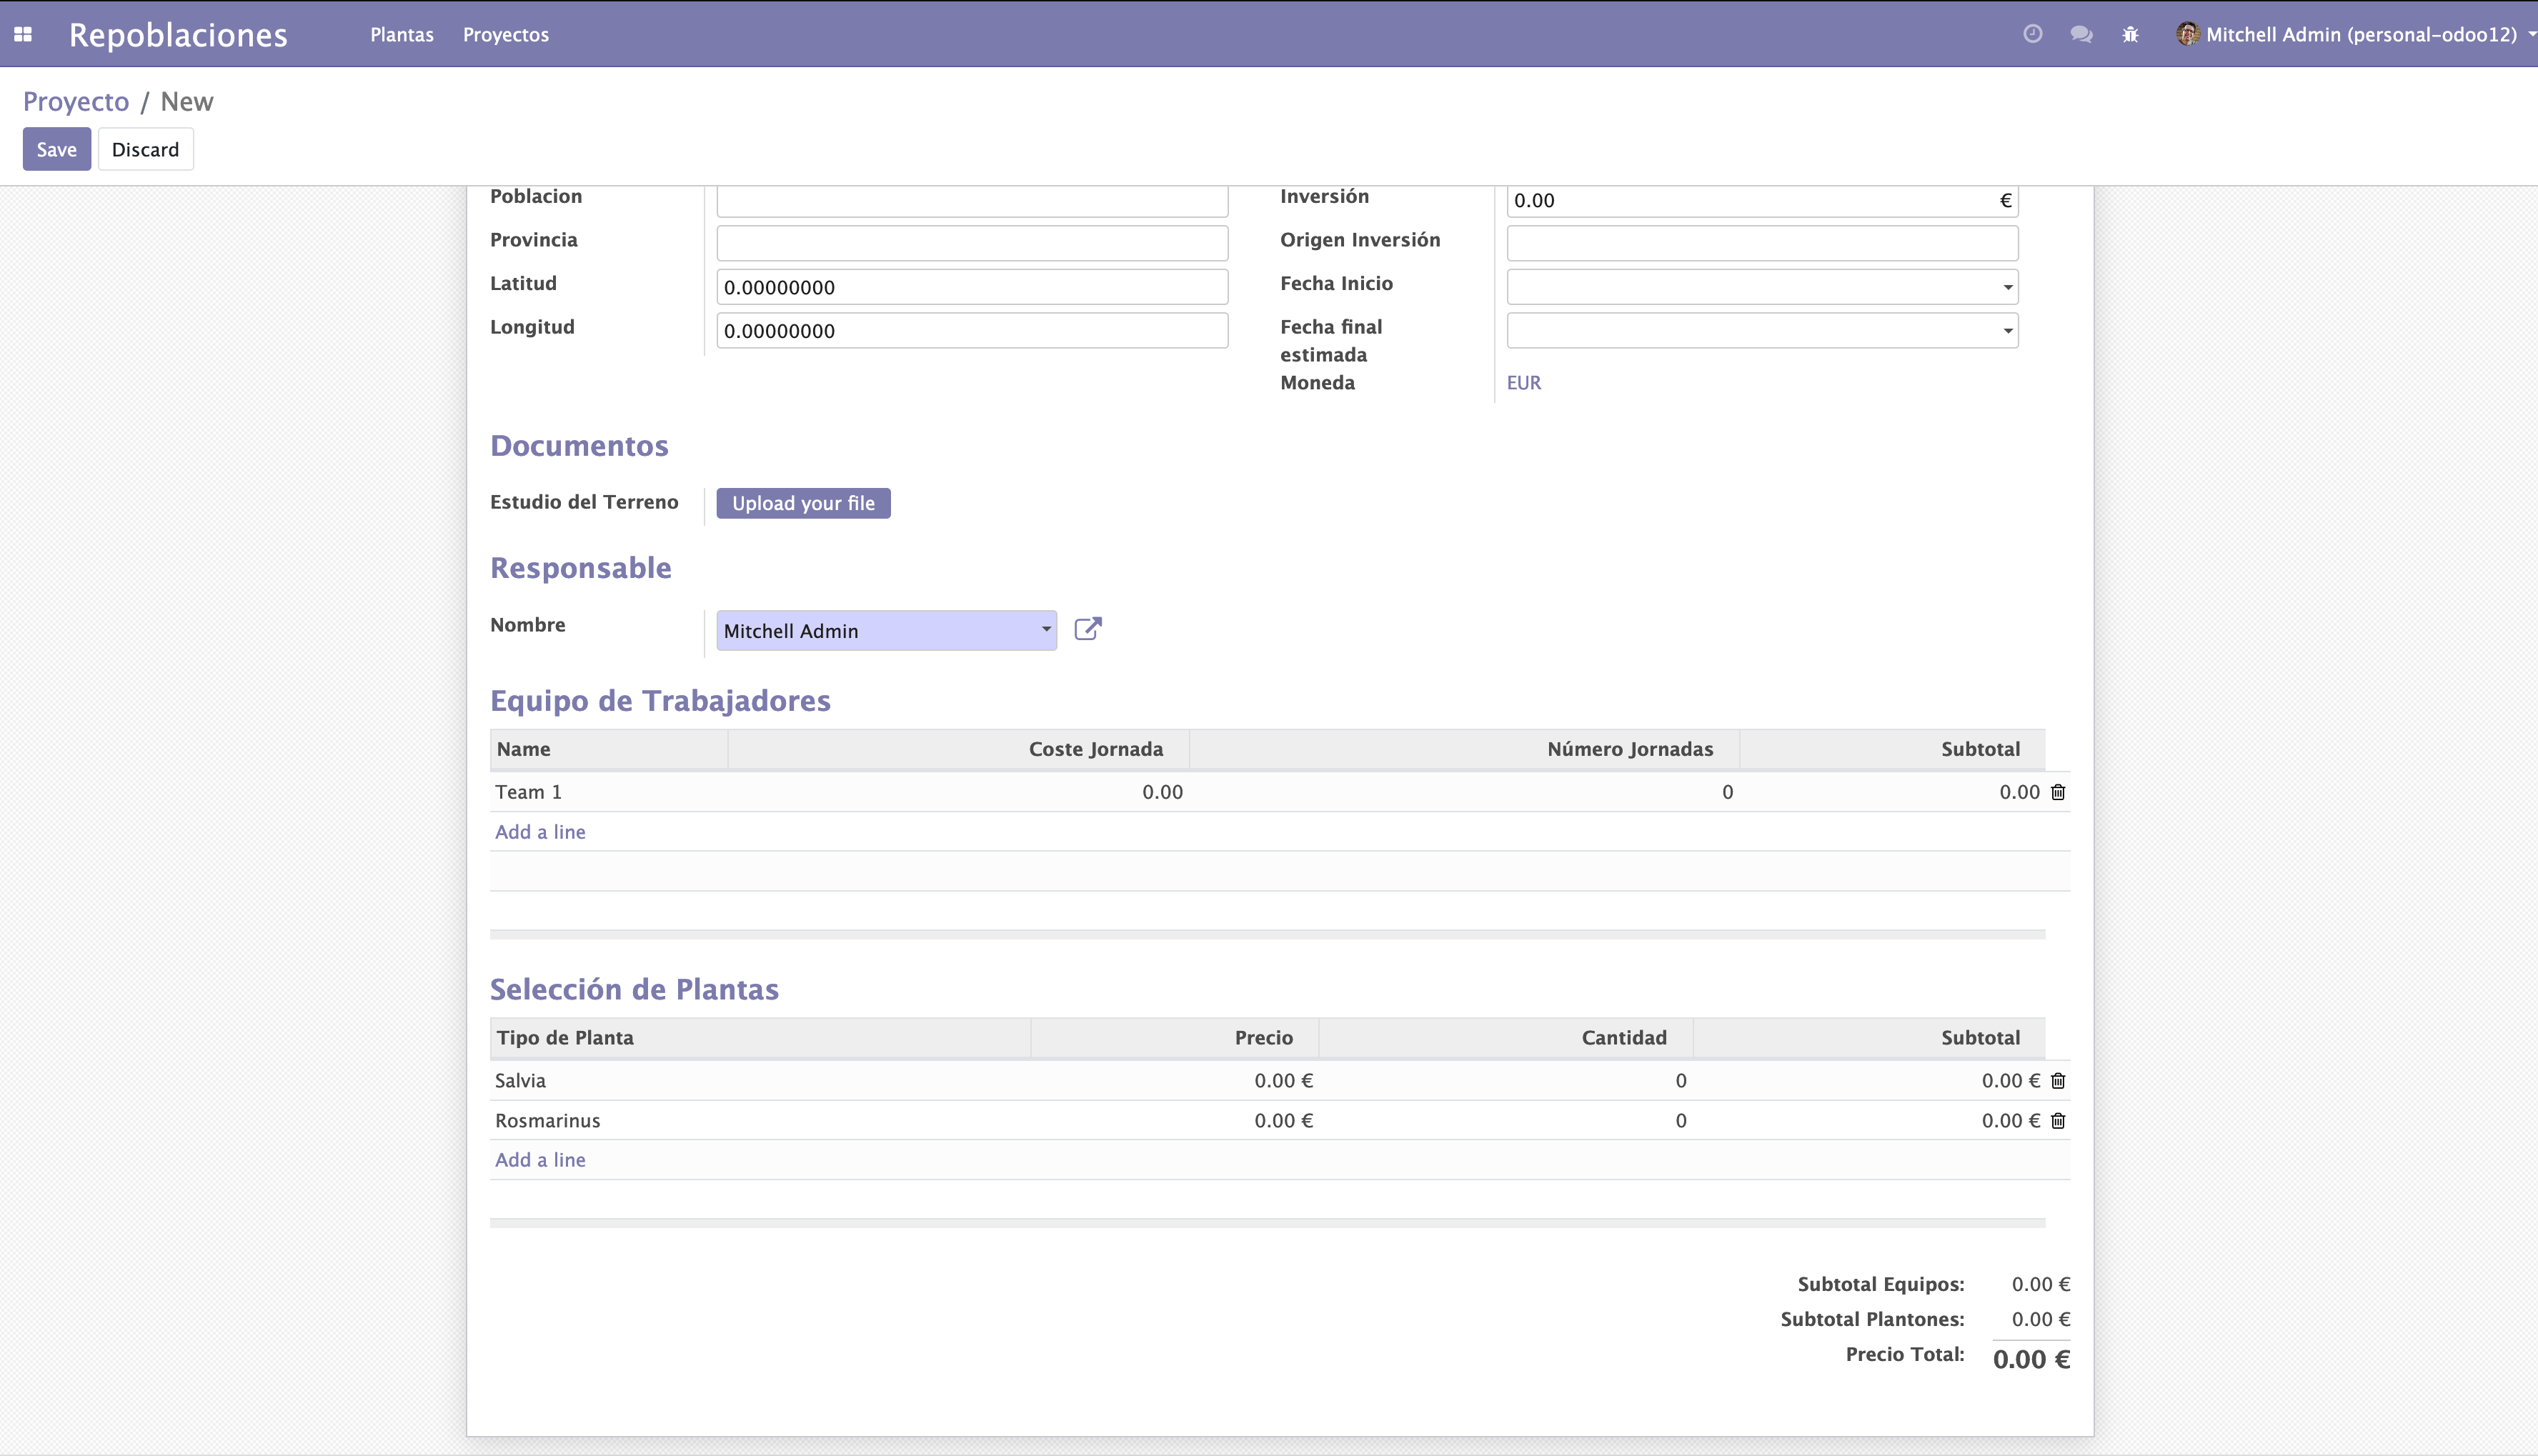 Repoblaciones Plantas Proyectos Mitchell Admin (personal-odoo12)
Proyecto / New
Save Discard
Poblacion
Inversión 0.00 €
Provincia
Origen Inversión
Latitud 0.00000000
Fecha Inicio
Longitud 0.00000000
Fecha final
estimada
Moneda EUR
Documentos
Estudio del Terreno Upload your file
Responsable
Nombre Mitchell Admin
Equipo de Trabajadores
Name Coste Jornada Número Jornadas Subtotal
Team 1 0.00 0 0.00
Add a line
Selección de Plantas
Tipo de Planta Precio Cantidad Subtotal
Salvia 0.00 € 0 0.00 €
Rosmarinus 0.00 € 0 0.00 €
Add a line
Subtotal Equipos: 0.00 €
Subtotal Plantones: 0.00 €
Precio Total: 0.00 €